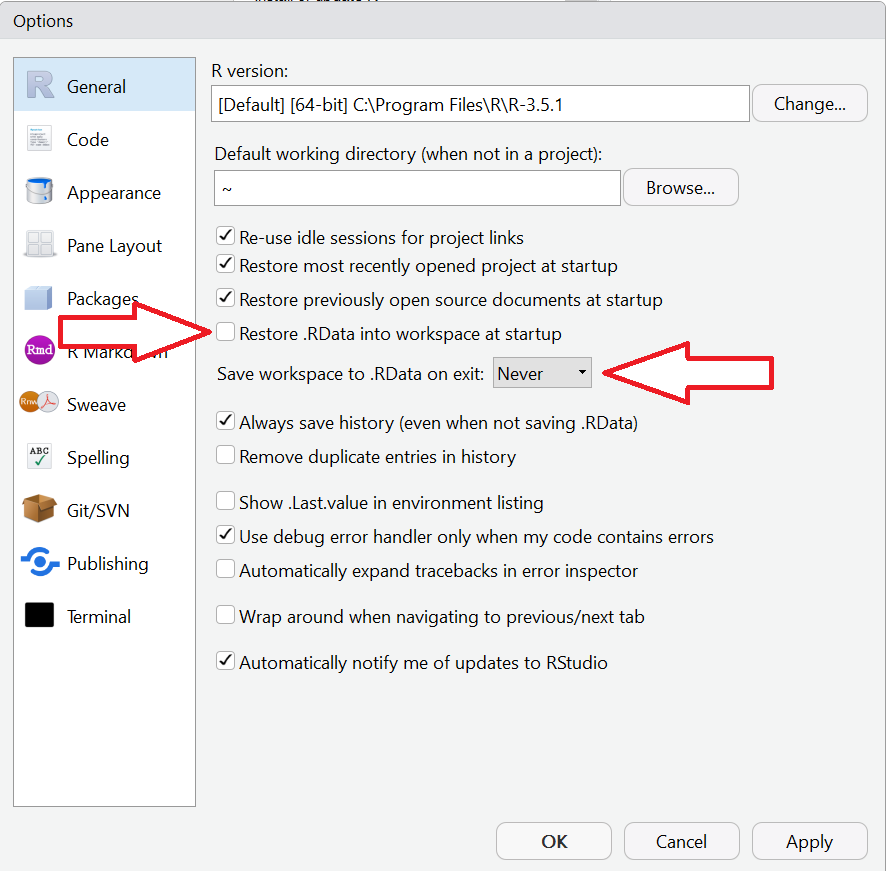 Options
General
Code
Appearance
Pane Layout
Packages
R Markdown
Sweave
Spelling
Git/SVN
Publishing
Terminal
R version:
[Default] [64-bit] C:\Program Files\R\R-3.5.1
Change...
Default working directory (when not in a project):
~
Browse...
Re-use idle sessions for project links
Restore most recently opened project at startup
Restore previously open source documents at startup
Restore .RData into workspace at startup
Save workspace to .RData on exit: Never
Always save history (even when not saving .RData)
Remove duplicate entries in history
Show .Last.value in environment listing
Use debug error handler only when my code contains errors
Automatically expand tracebacks in error inspector
Wrap around when navigating to previous/next tab
Automatically notify me of updates to RStudio
OK
Cancel
Apply
R
Rmd
Rnw
ABC